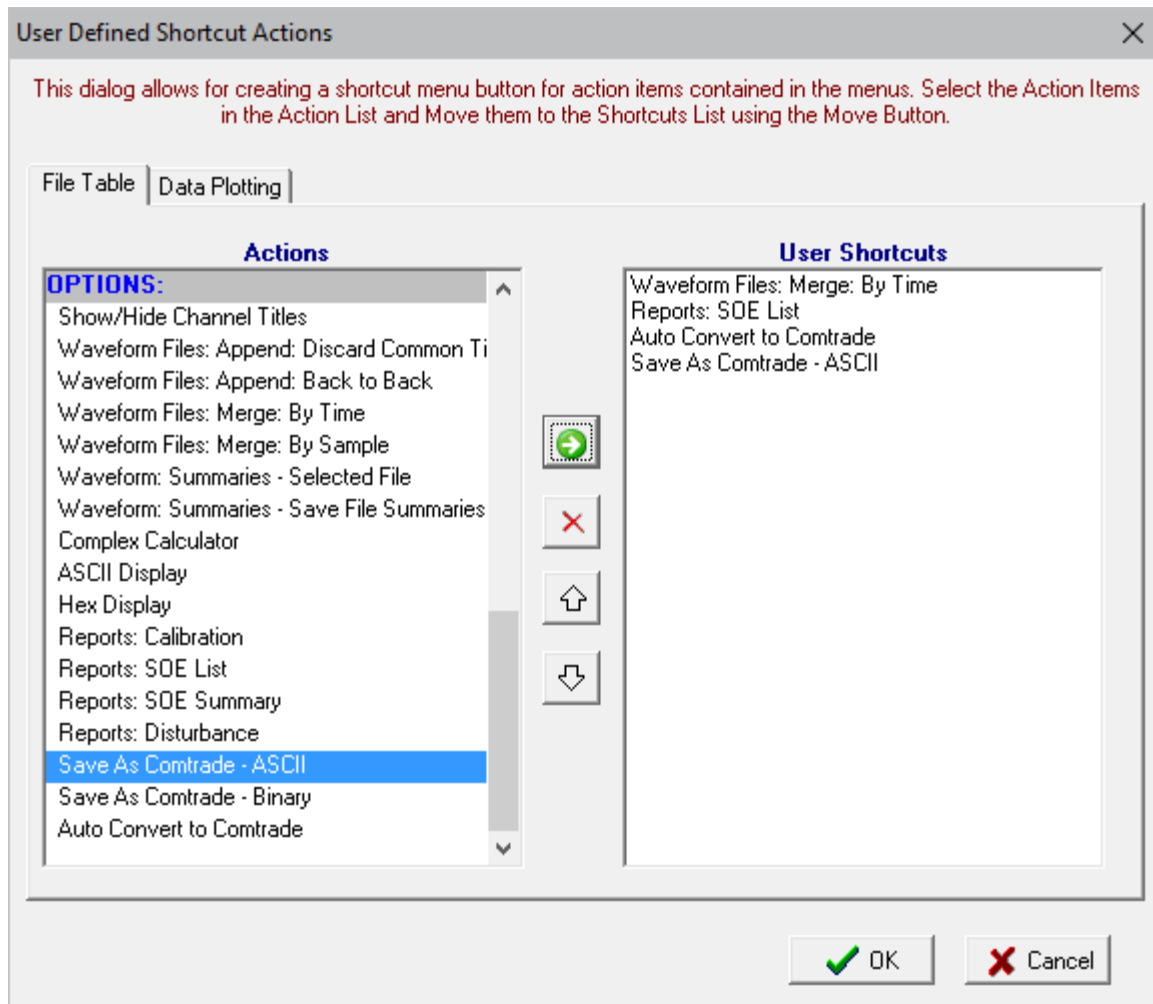 User Defined Shortcut Actions
This dialog allows for creating a shortcut menu button for action items contained in the menus. Select the Action Items
in the Action List and Move them to the Shortcuts List using the Move Button.
File Table
Data Plotting
Actions
OPTIONS:
Show/Hide Channel Titles
Waveform Files: Append: Discard Common Ti
Waveform Files: Append: Back to Back
Waveform Files: Merge: By Time
Waveform Files: Merge: By Sample
Waveform: Summaries - Selected File
Waveform: Summaries - Save File Summaries
Complex Calculator
ASCII Display
Hex Display
Reports: Calibration
Reports: SOE List
Reports: SOE Summary
Reports: Disturbance
Save As Comtrade - ASCII
Save As Comtrade - Binary
Auto Convert to Comtrade
User Shortcuts
Waveform Files: Merge: By Time
Reports: SOE List
Auto Convert to Comtrade
Save As Comtrade - ASCII
OK
Cancel